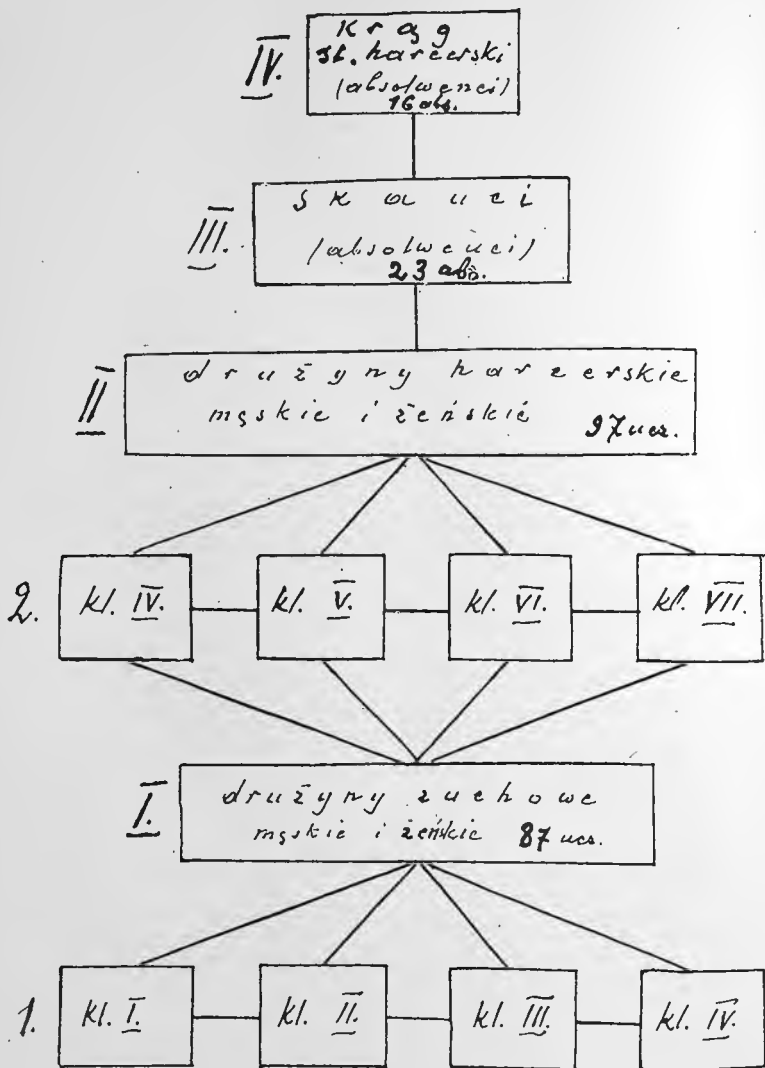 IV.
Krąg
st. harcerski
(absolwenci)
16 abs.
III.
skauci
(absolwenci)
23 abs.
II
drużyny harcerskie
męskie i żeńskie 97 ucz.
2. kl. IV. kl. V. kl. VI. kl. VII.
I.
drużyny zuchowe
męskie i żeńskie 87 ucz.
1. kl. I. kl. II. kl. III. kl. IV.